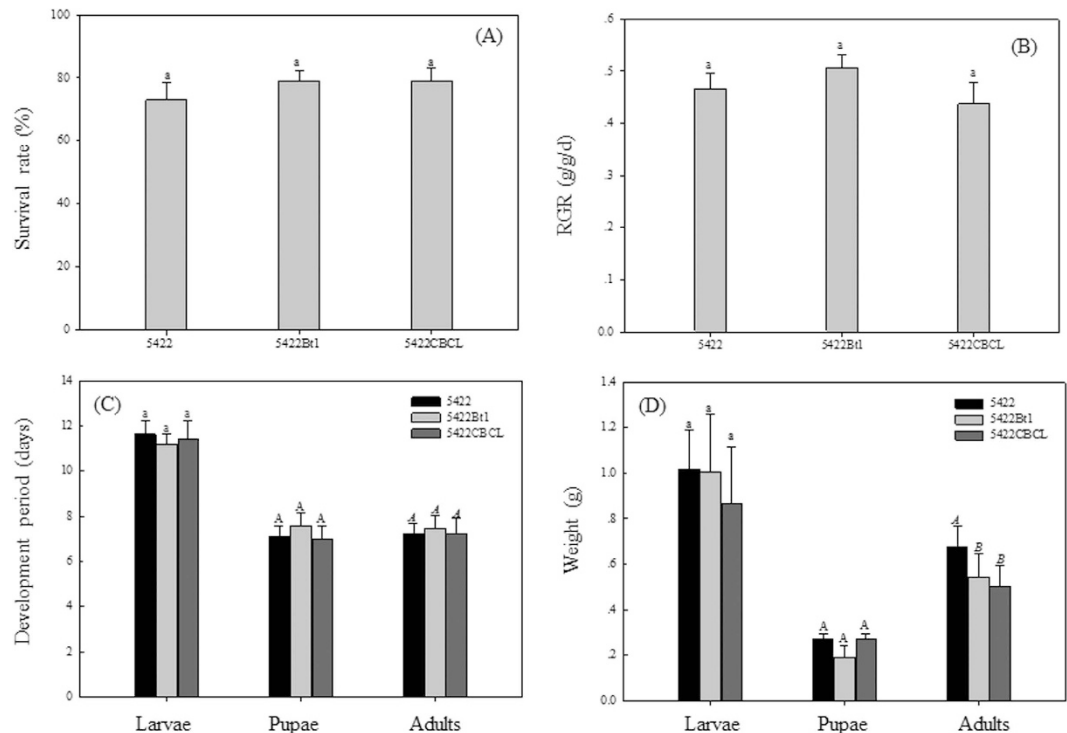 (A)
Survival rate (%)
100
80
60
40
20
0
a
a
a
5422
5422Bt1
5422CBCL
(B)
RGR (g/g/d)
.6
.5
.4
.3
.2
.1
0.0
a
a
a
5422
5422Bt1
5422CBCL
(C)
Development period (days)
14
12
10
8
6
4
2
0
5422
5422Bt1
5422CBCL
a
a
a
A
A
A
A
A
A
Larvae
Pupae
Adults
(D)
Weight (g)
1.4
1.2
1.0
.8
.6
.4
.2
0.0
5422
5422Bt1
5422CBCL
a
a
a
A
A
A
A
B
B
Larvae
Pupae
Adults